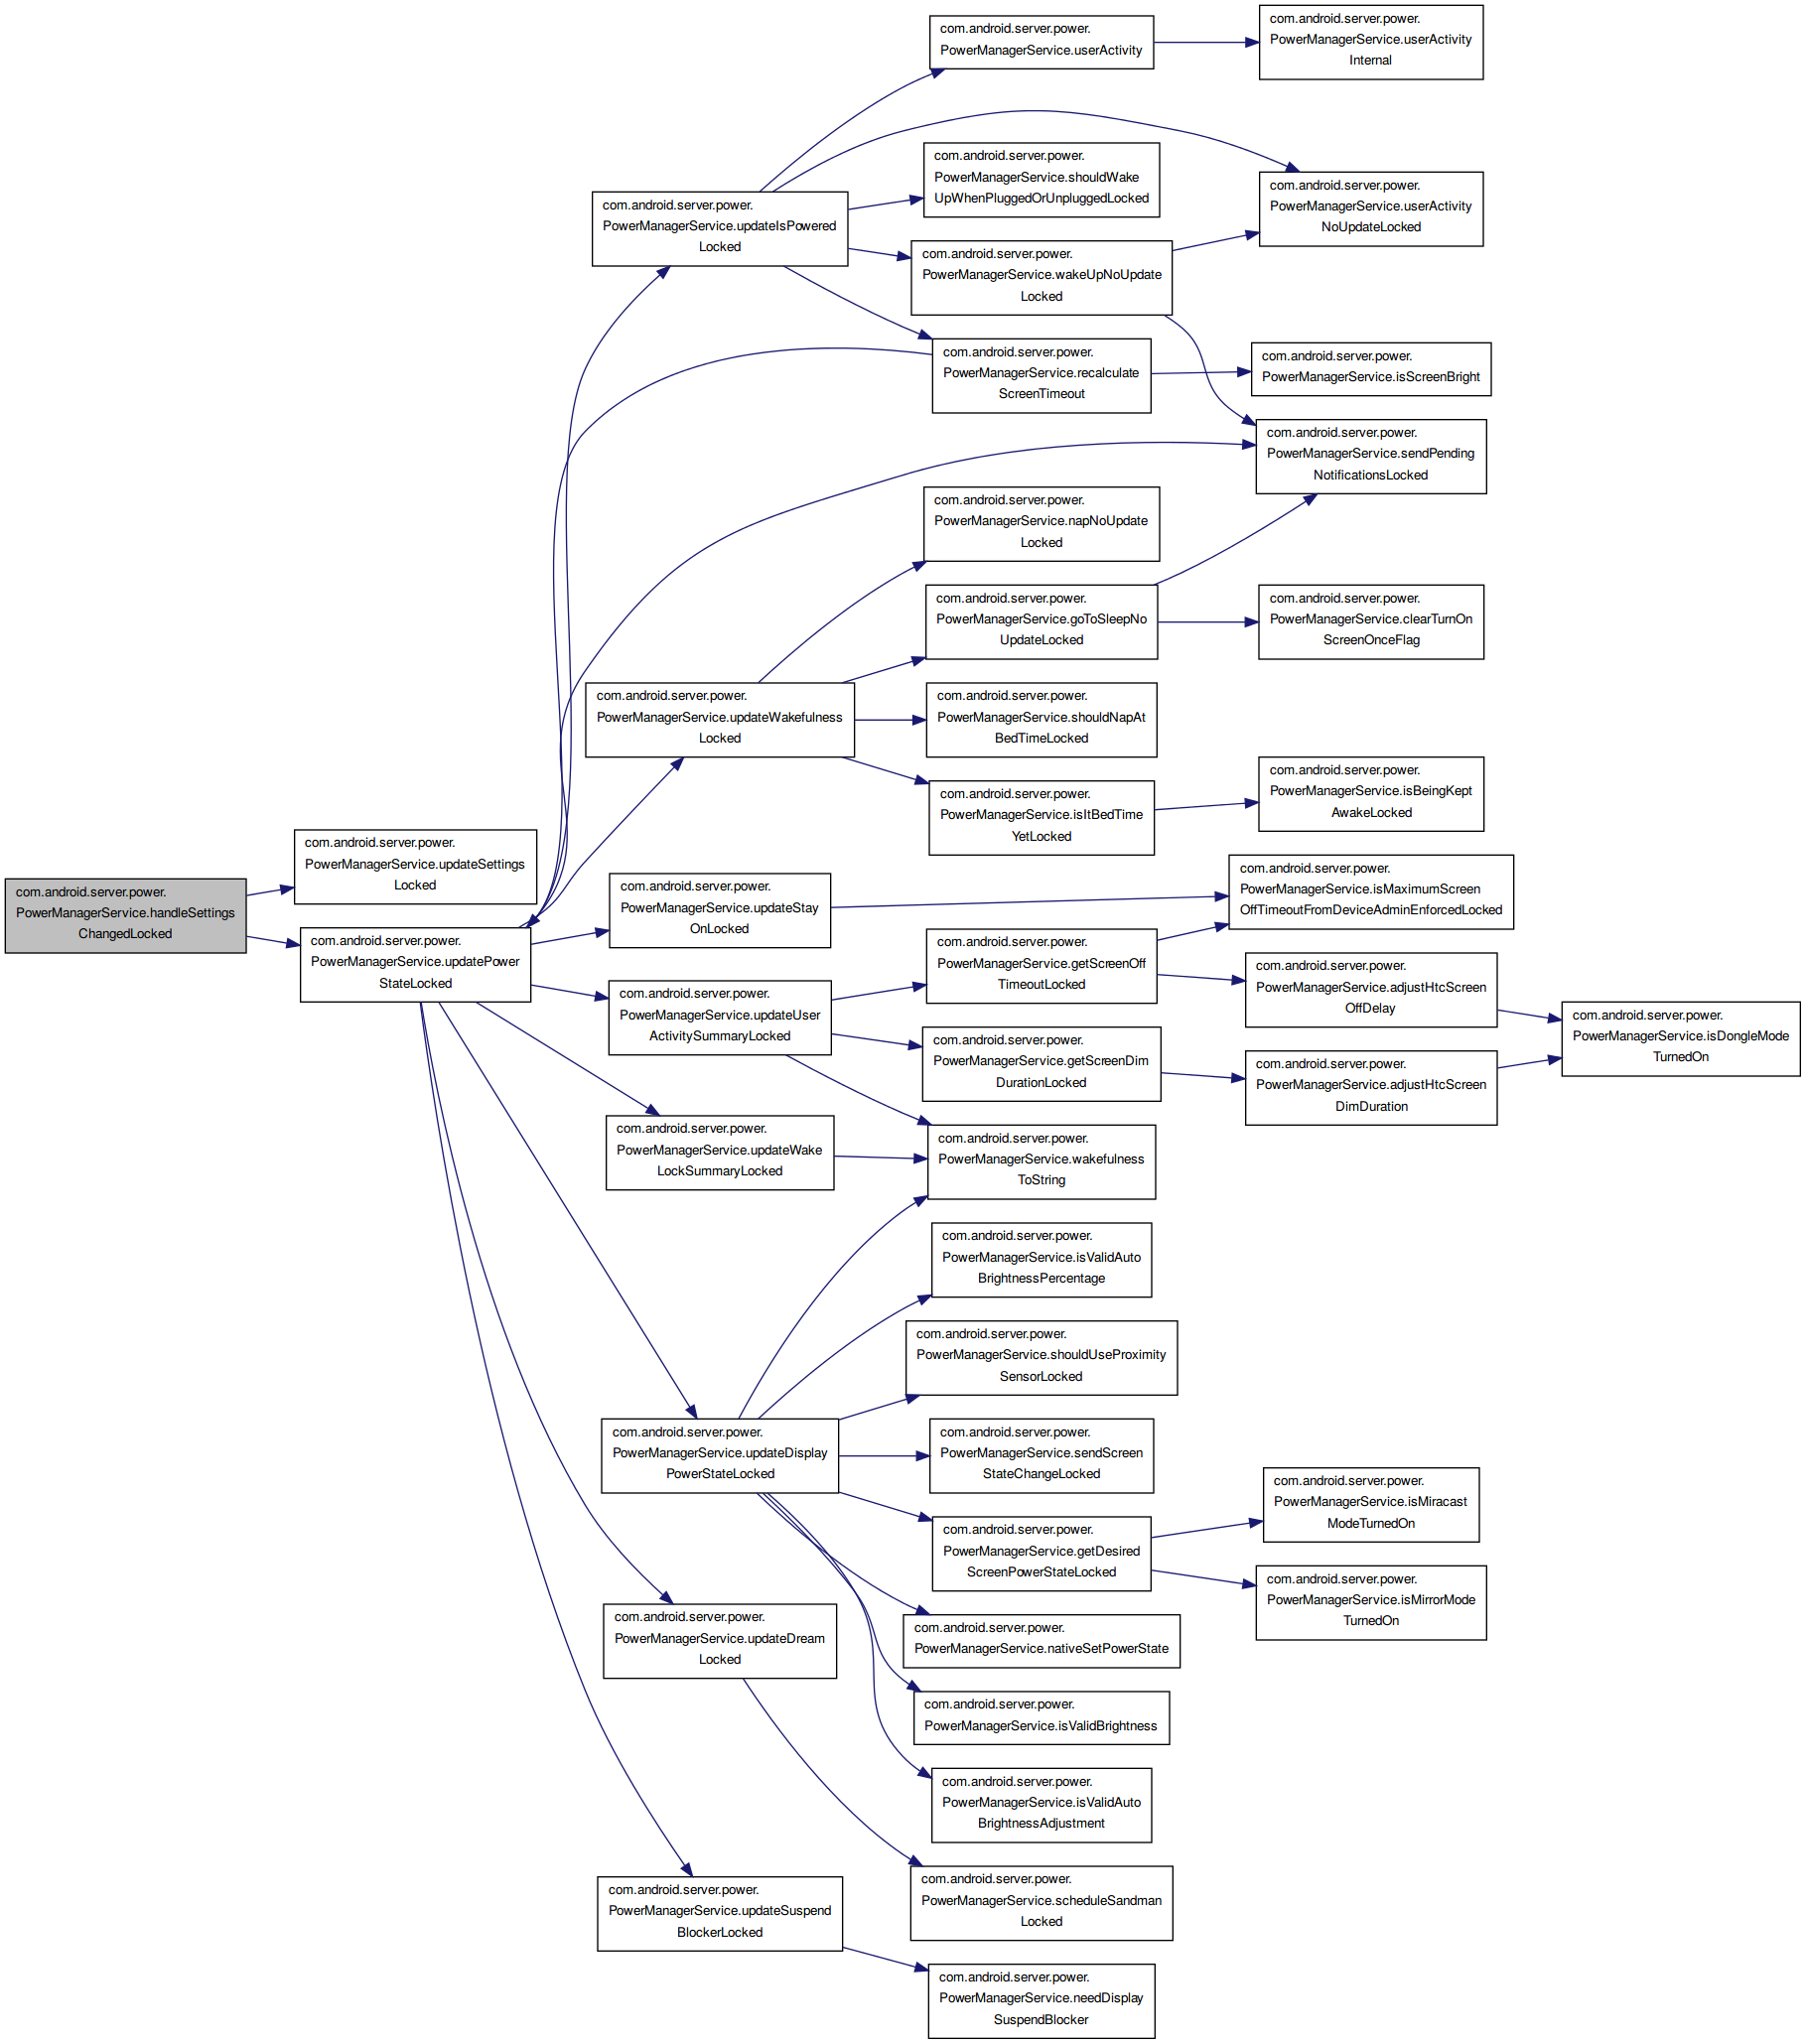 com.android.server.power.
PowerManagerService.handleSettings
ChangedLocked
com.android.server.power.
PowerManagerService.updateSettings
Locked
com.android.server.power.
PowerManagerService.updatePower
StateLocked
com.android.server.power.
PowerManagerService.updateIsPowered
Locked
com.android.server.power.
PowerManagerService.updateWakefulness
Locked
com.android.server.power.
PowerManagerService.updateStay
OnLocked
com.android.server.power.
PowerManagerService.updateUser
ActivitySummaryLocked
com.android.server.power.
PowerManagerService.updateWake
LockSummaryLocked
com.android.server.power.
PowerManagerService.updateDisplay
PowerStateLocked
com.android.server.power.
PowerManagerService.updateDream
Locked
com.android.server.power.
PowerManagerService.updateSuspend
BlockerLocked
com.android.server.power.
PowerManagerService.userActivity
com.android.server.power.
PowerManagerService.shouldWake
UpWhenPluggedOrUnpluggedLocked
com.android.server.power.
PowerManagerService.wakeUpNoUpdate
Locked
com.android.server.power.
PowerManagerService.recalculate
ScreenTimeout
com.android.server.power.
PowerManagerService.napNoUpdate
Locked
com.android.server.power.
PowerManagerService.goToSleepNo
UpdateLocked
com.android.server.power.
PowerManagerService.shouldNapAt
BedTimeLocked
com.android.server.power.
PowerManagerService.isItBedTime
YetLocked
com.android.server.power.
PowerManagerService.getScreenOff
TimeoutLocked
com.android.server.power.
PowerManagerService.getScreenDim
DurationLocked
com.android.server.power.
PowerManagerService.wakefulness
ToString
com.android.server.power.
PowerManagerService.isValidAuto
BrightnessPercentage
com.android.server.power.
PowerManagerService.shouldUseProximity
SensorLocked
com.android.server.power.
PowerManagerService.sendScreen
StateChangeLocked
com.android.server.power.
PowerManagerService.getDesired
ScreenPowerStateLocked
com.android.server.power.
PowerManagerService.nativeSetPowerState
com.android.server.power.
PowerManagerService.isValidBrightness
com.android.server.power.
PowerManagerService.isValidAuto
BrightnessAdjustment
com.android.server.power.
PowerManagerService.scheduleSandman
Locked
com.android.server.power.
PowerManagerService.needDisplay
SuspendBlocker
com.android.server.power.
PowerManagerService.userActivity
Internal
com.android.server.power.
PowerManagerService.userActivity
NoUpdateLocked
com.android.server.power.
PowerManagerService.isScreenBright
com.android.server.power.
PowerManagerService.sendPending
NotificationsLocked
com.android.server.power.
PowerManagerService.clearTurnOn
ScreenOnceFlag
com.android.server.power.
PowerManagerService.isBeingKept
AwakeLocked
com.android.server.power.
PowerManagerService.isMaximumScreen
OffTimeoutFromDeviceAdminEnforcedLocked
com.android.server.power.
PowerManagerService.adjustHtcScreen
OffDelay
com.android.server.power.
PowerManagerService.adjustHtcScreen
DimDuration
com.android.server.power.
PowerManagerService.isMiracast
ModeTurnedOn
com.android.server.power.
PowerManagerService.isMirrorMode
TurnedOn
com.android.server.power.
PowerManagerService.isDongleMode
TurnedOn